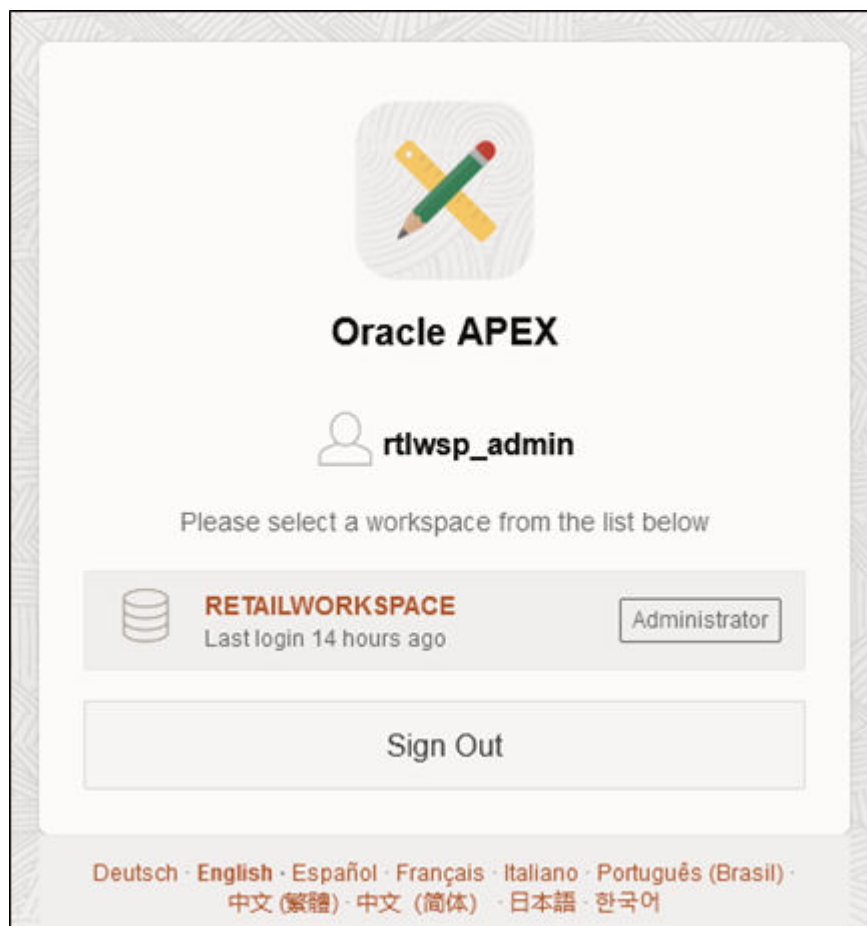 Oracle APEX
rtlwsp_admin
Please select a workspace from the list below
RETAILWORKSPACE
Last login 14 hours ago
Administrator
Sign Out
Deutsch · English · Español · Français · Italiano · Português (Brasil) ·
中文 (繁體) · 中文 (简体) · 日本語 · 한국어